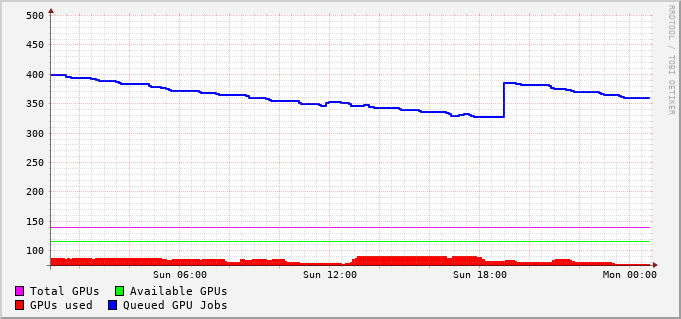 500
450
400
350
300
250
200
150
100
Sun 06:00 Sun 12:00 Sun 18:00 Mon 00:00
Total GPUs Available GPUs
GPUs used Queued GPU Jobs
RRDTOOL / TOBI OETIKER